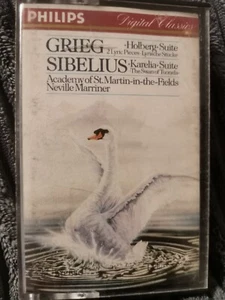 PHILIPS
Digital Classics
GRIEG ·Holberg-Suite
2 Lyric Pieces·Lyrische Stücke
SIBELIUS ·Karelia-Suite
·The Swan of Tuonela
Academy of St. Martin-in-the-Fields
Neville Marriner